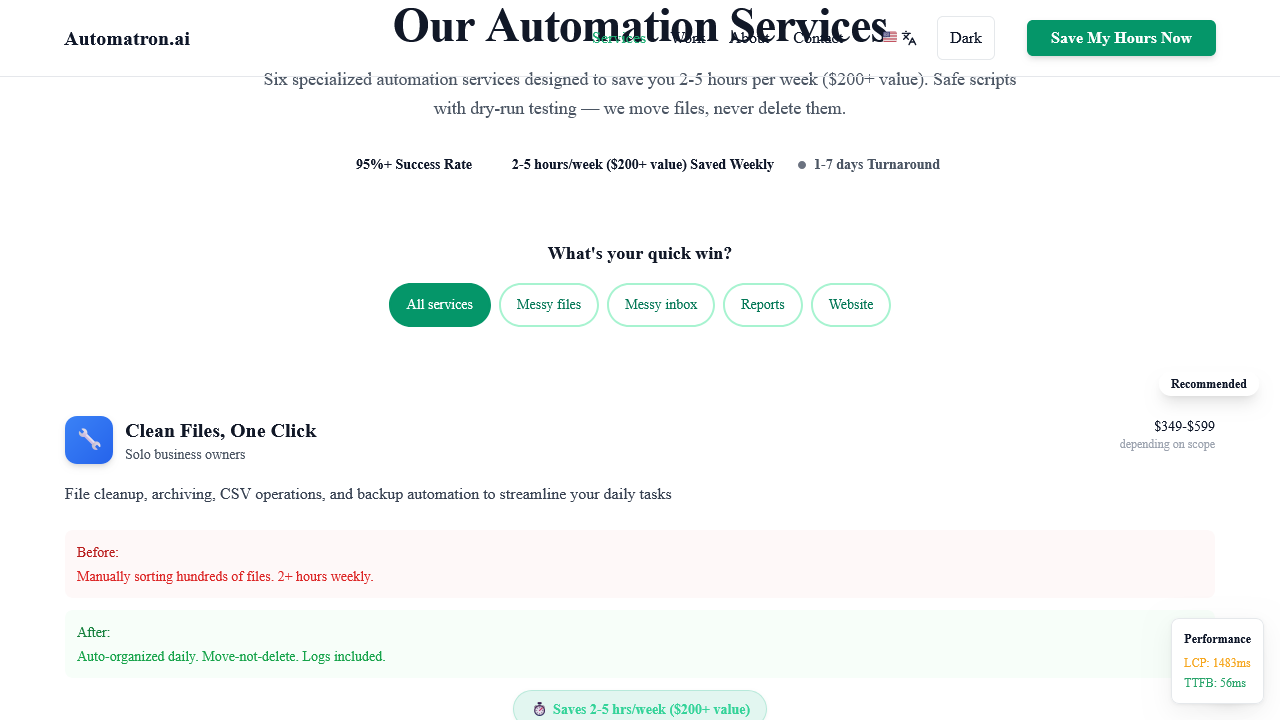 Our Automation Services
Automatron.ai
Services
Work
About
Contact
Dark
Save My Hours Now
Six specialized automation services designed to save you 2-5 hours per week ($200+ value). Safe scripts
with dry-run testing — we move files, never delete them.
95%+ Success Rate
2-5 hours/week ($200+ value) Saved Weekly
1-7 days Turnaround
What's your quick win?
All services
Messy files
Messy inbox
Reports
Website
Recommended
Clean Files, One Click
Solo business owners
$349-$599
depending on scope
File cleanup, archiving, CSV operations, and backup automation to streamline your daily tasks
Before:
Manually sorting hundreds of files. 2+ hours weekly.
After:
Auto-organized daily. Move-not-delete. Logs included.
Saves 2-5 hrs/week ($200+ value)
Performance
LCP: 1483ms
TTFB: 56ms